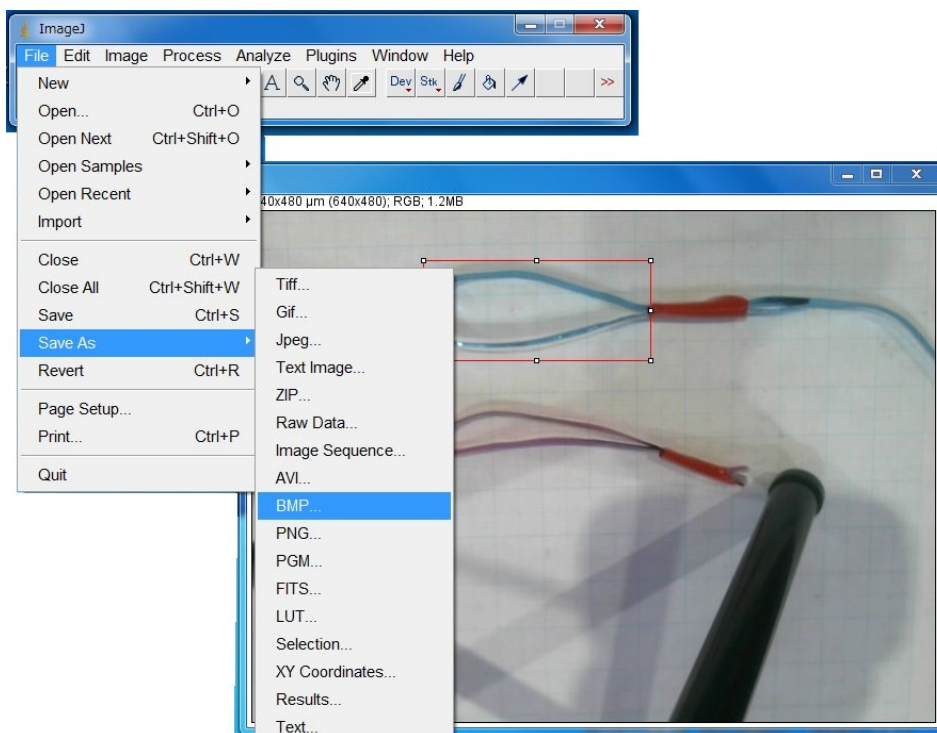 ImageJ
File Edit Image Process Analyze Plugins Window Help
A Dev Stk >>
New
Open... Ctrl+O
Open Next Ctrl+Shift+O
Open Samples
Open Recent
Import
Close Ctrl+W
Close All Ctrl+Shift+W
Save Ctrl+S
Save As
Revert Ctrl+R
Page Setup...
Print... Ctrl+P
Quit
40x480 µm (640x480); RGB; 1.2MB
Tiff...
Gif...
Jpeg...
Text Image...
ZIP...
Raw Data...
Image Sequence...
AVI...
BMP...
PNG...
PGM...
FITS...
LUT...
Selection...
XY Coordinates...
Results...
Text...